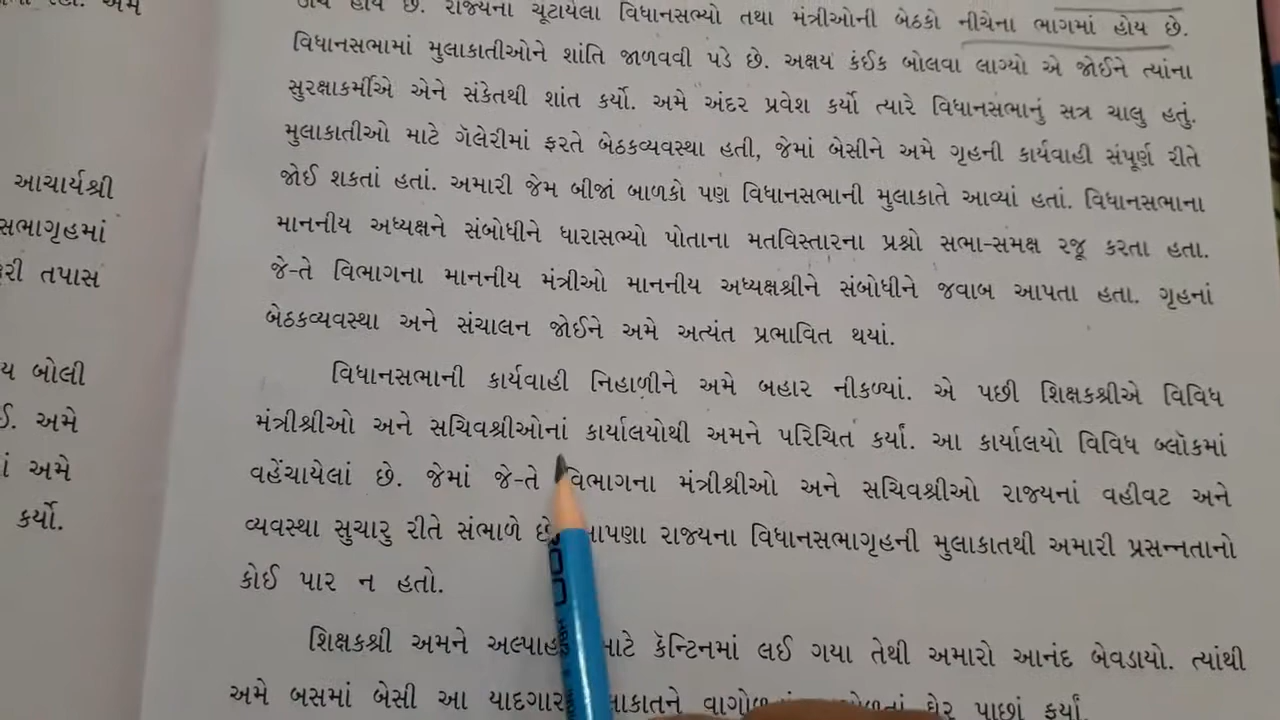 હોય છે. રાજ્યના ચૂટાયેલા વિધાનસભ્યો તથા મંત્રીઓની બેઠકો નીચેના ભાગમાં હોય છે.
વિધાનસભામાં મુલાકાતીઓને શાંતિ જાળવવી પડે છે. અક્ષય કંઈક બોલવા લાગ્યો એ જોઈને ત્યાંના
સુરક્ષાકર્મીએ એને સંકેતથી શાંત કર્યો. અમે અંદર પ્રવેશ કર્યો ત્યારે વિધાનસભાનું સત્ર ચાલુ હતું.
મુલાકાતીઓ માટે ગૅલેરીમાં ફરતે બેઠકવ્યવસ્થા હતી, જેમાં બેસીને અમે ગૃહની કાર્યવાહી સંપૂર્ણ રીતે
આચાર્યશ્રી
જોઈ શકતાં હતાં. અમારી જેમ બીજાં બાળકો પણ વિધાનસભાની મુલાકાતે આવ્યાં હતાં. વિધાનસભાના
સભાગૃહમાં
માનનીય અધ્યક્ષને સંબોધીને ધારાસભ્યો પોતાના મતવિસ્તારના પ્રશ્નો સભા-સમક્ષ રજૂ કરતા હતા.
તપાસ
જે-તે વિભાગના માનનીય મંત્રીઓ માનનીય અધ્યક્ષશ્રીને સંબોધીને જવાબ આપતા હતા. ગૃહનાં
બેઠકવ્યવસ્થા અને સંચાલન જોઈને અમે અત્યંત પ્રભાવિત થયાં.
બોલી
વિધાનસભાની કાર્યવાહી નિહાળીને અમે બહાર નીકળ્યાં. એ પછી શિક્ષકશ્રીએ વિવિધ
અમે
મંત્રીશ્રીઓ અને સચિવશ્રીઓનાં કાર્યાલયોથી અમને પરિચિત કર્યાં. આ કાર્યાલયો વિવિધ બ્લૉકમાં
અમે
વહેંચાયેલાં છે. જેમાં જે-તે વિભાગના મંત્રીશ્રીઓ અને સચિવશ્રીઓ રાજ્યનાં વહીવટ અને
કર્યો.
વ્યવસ્થા સુચારુ રીતે સંભાળે છે. આપણા રાજ્યના વિધાનસભાગૃહની મુલાકાતથી અમારી પ્રસન્નતાનો
કોઈ પાર ન હતો.
શિક્ષકશ્રી અમને માટે કૅન્ટિનમાં લઈ ગયા તેથી અમારો આનંદ બેવડાયો. ત્યાંથી
અમે બસમાં બેસી આ ઘેર પાછાં ફર્યાં.